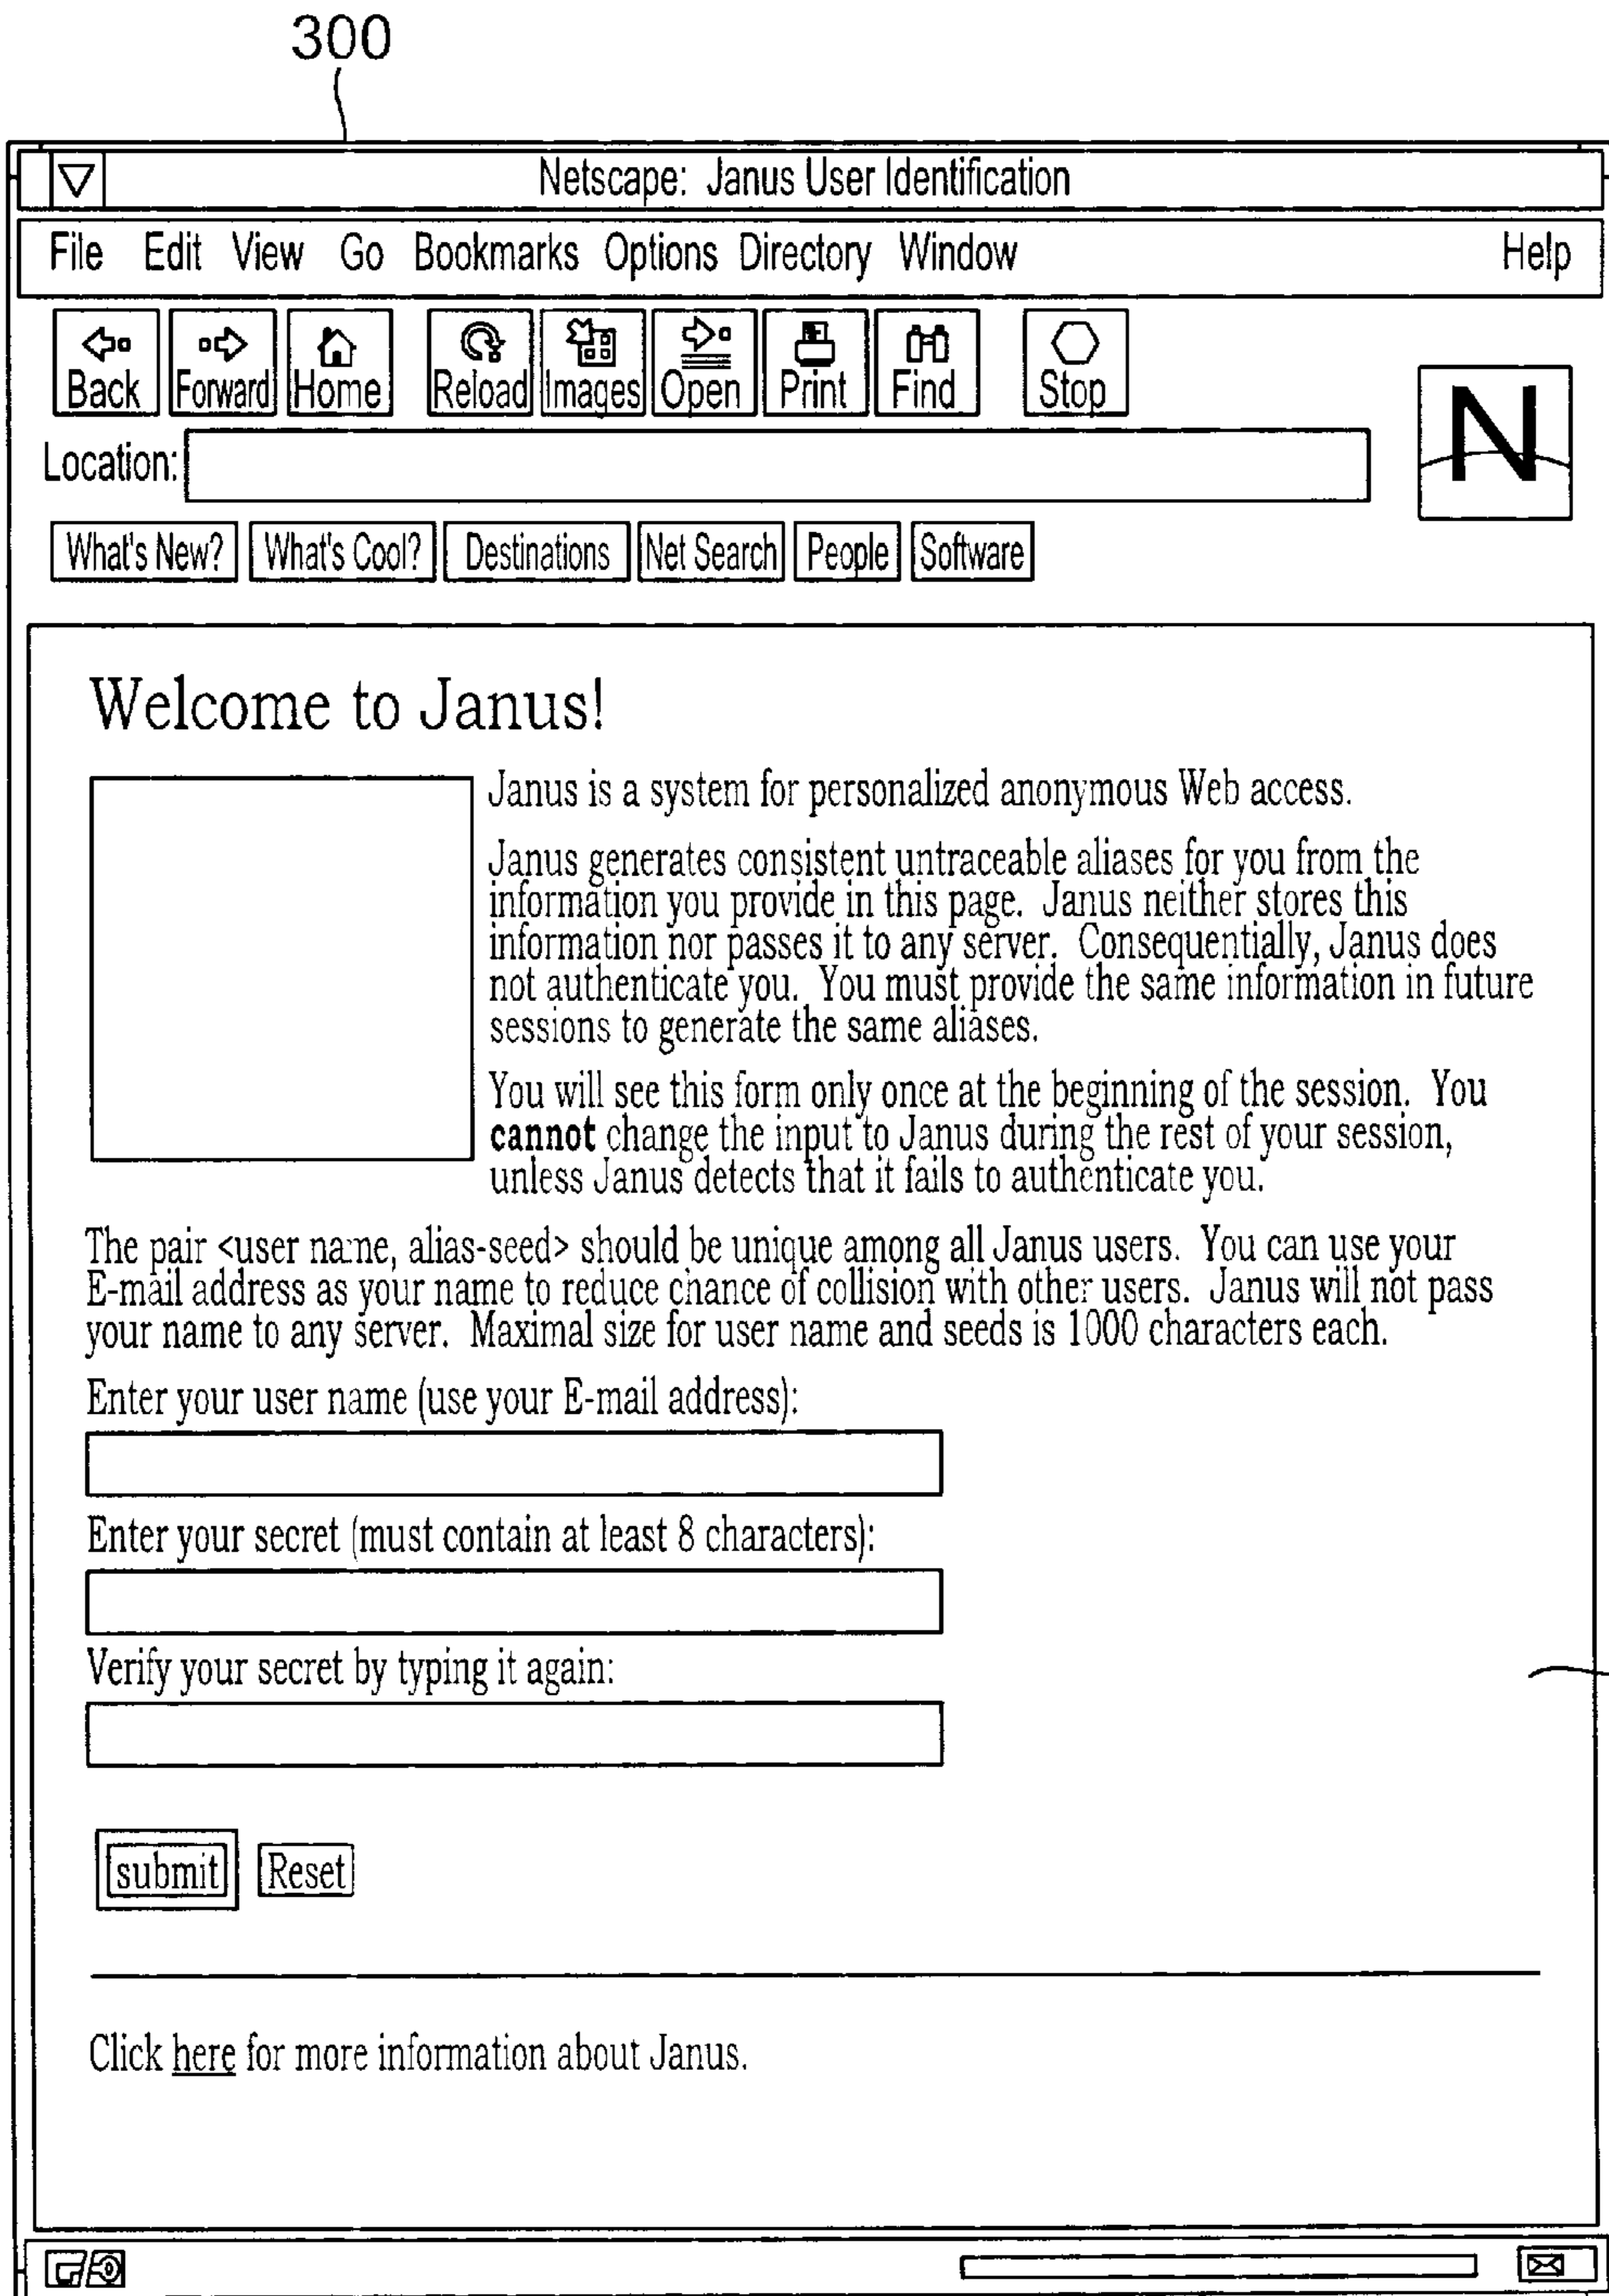 300
Netscape: Janus User Identification
File Edit View Go Bookmarks Options Directory Window Help
Back Forward Home Reload Images Open Print Find Stop
N
Location:
What's New? What's Cool? Destinations Net Search People Software
Welcome to Janus!
Janus is a system for personalized anonymous Web access.
Janus generates consistent untraceable aliases for you from the
information you provide in this page. Janus neither stores this
information nor passes it to any server. Consequentially, Janus does
not authenticate you. You must provide the same information in future
sessions to generate the same aliases.
You will see this form only once at the beginning of the session. You
cannot change the input to Janus during the rest of your session,
unless Janus detects that it fails to authenticate you.
The pair <user name, alias-seed> should be unique among all Janus users. You can use your
E-mail address as your name to reduce chance of collision with other users. Janus will not pass
your name to any server. Maximal size for user name and seeds is 1000 characters each.
Enter your user name (use your E-mail address):
Enter your secret (must contain at least 8 characters):
Verify your secret by typing it again:
submit Reset
Click here for more information about Janus.